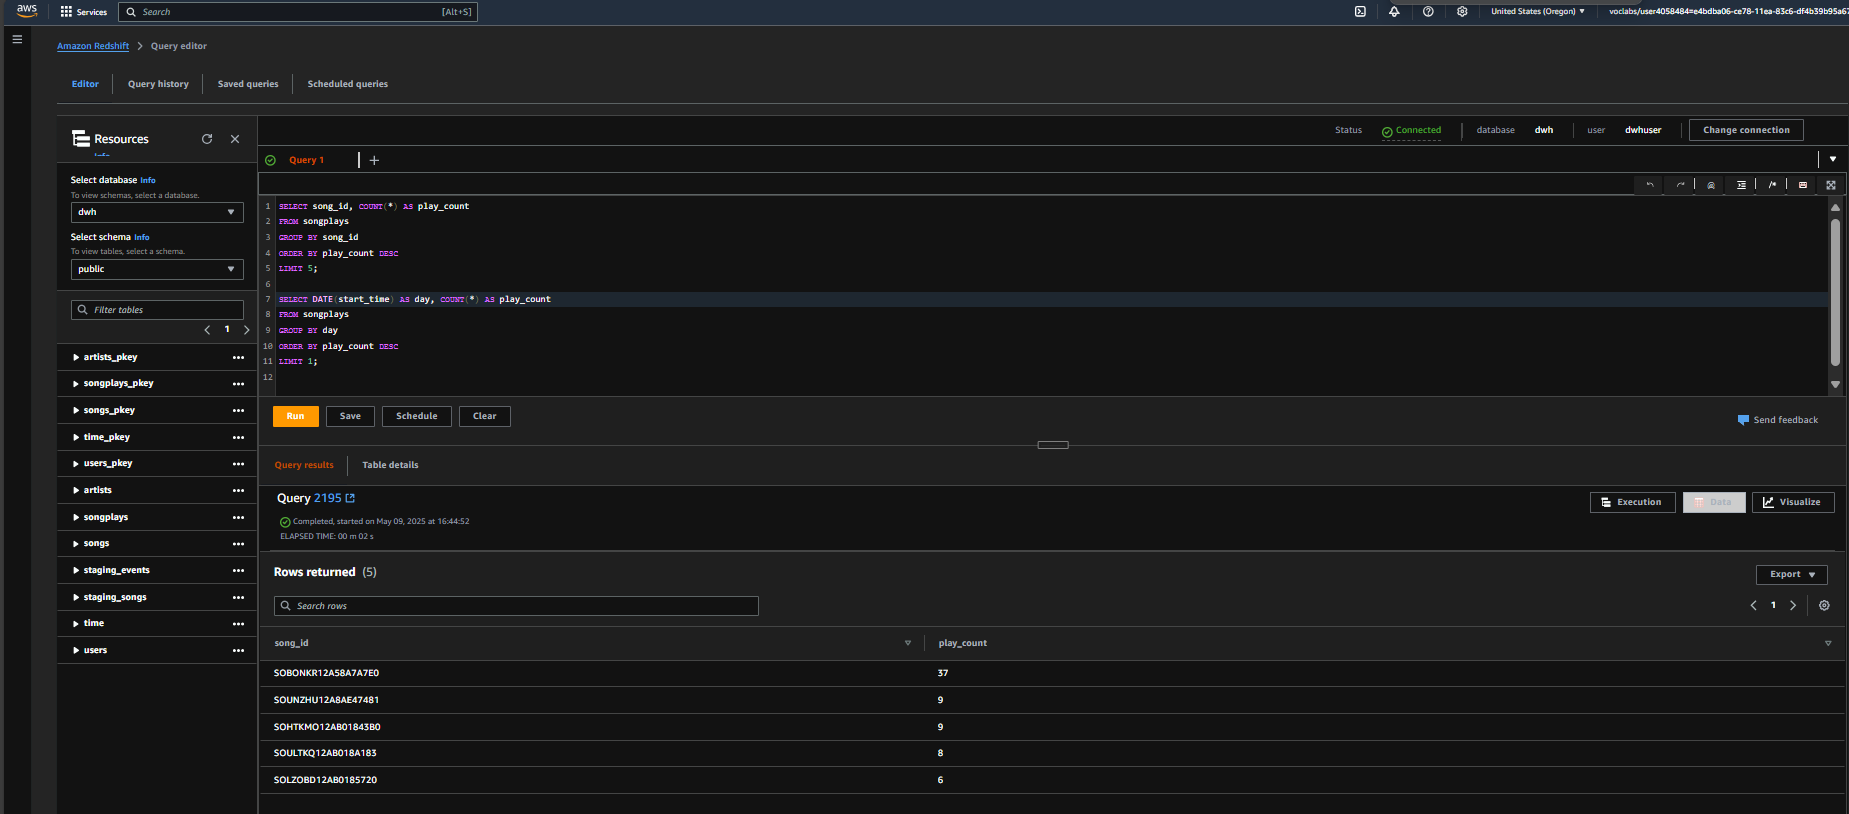 aws
Services
Search
[Alt+S]
United States (Oregon)
voclabs/user4058484=e4bdba06-ce78-11ea-83c6-df4b39b95a67
Amazon Redshift > Query editor
Editor
Query history
Saved queries
Scheduled queries
Resources
Info
Status
Connected
database
dwh
user
dwhuser
Change connection
Query 1
Select database Info
To view schemas, select a database.
dwh
Select schema Info
To view tables, select a schema.
public
Filter tables
1
artists_pkey
songplays_pkey
songs_pkey
time_pkey
users_pkey
artists
songplays
songs
staging_events
staging_songs
time
users
1 SELECT song_id, COUNT(*) AS play_count
2 FROM songplays
3 GROUP BY song_id
4 ORDER BY play_count DESC
5 LIMIT 5;
6
7 SELECT DATE(start_time) AS day, COUNT(*) AS play_count
8 FROM songplays
9 GROUP BY day
10 ORDER BY play_count DESC
11 LIMIT 1;
12
Run
Save
Schedule
Clear
Send feedback
Query results
Table details
Query 2195
Completed, started on May 09, 2025 at 16:44:52
ELAPSED TIME: 00 m 02 s
Execution
Data
Visualize
Rows returned (5)
Export
Search rows
1
song_id play_count
SOBONKR12A58A7A7E0 37
SOUNZHU12A8AE47481 9
SOHTKMO12AB01843B0 9
SOULTKQ12AB018A183 8
SOLZOBD12AB0185720 6